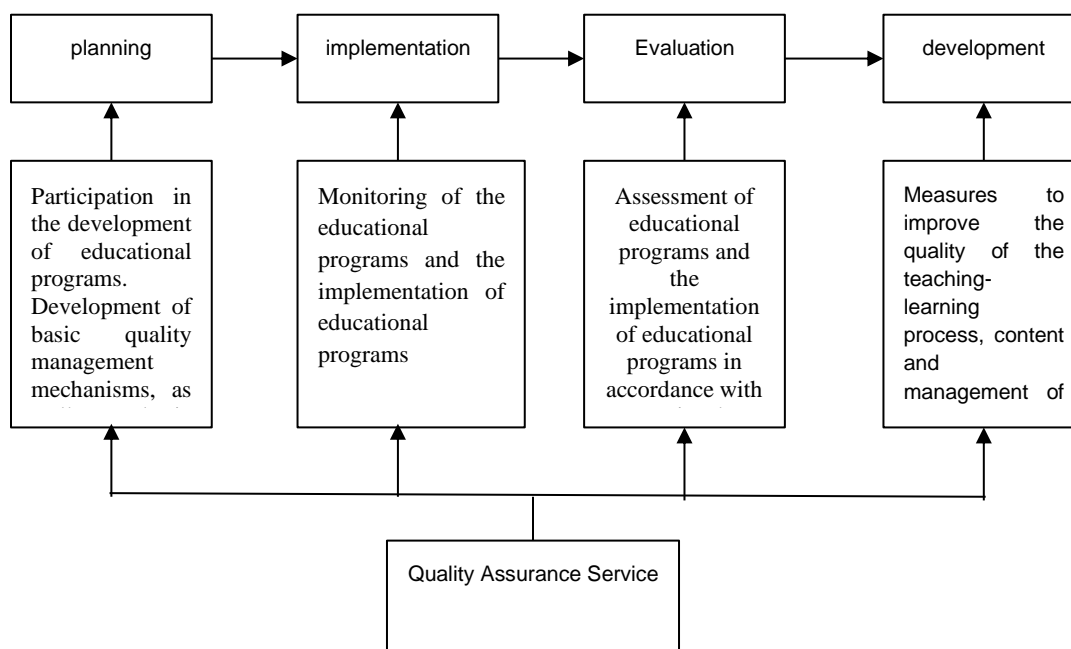 planning
implementation
Evaluation
development
Participation in
the development
of educational
programs.
Development of
basic quality
management
mechanisms, as
Monitoring of the
educational
programs and the
implementation of
educational
programs
Assessment of
educational
programs and
the
implementation
of educational
programs in
accordance with
Measures to
improve the
quality of the
teaching-
learning
process, content
and
management of
Quality Assurance Service